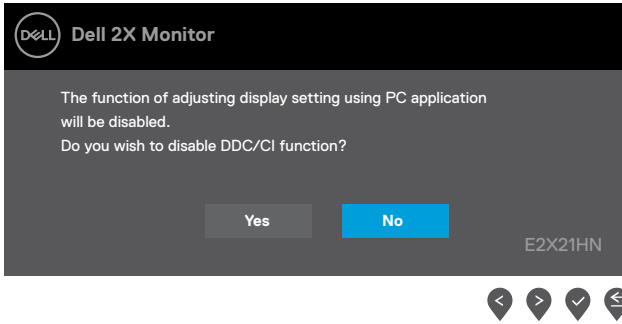 DELL Dell 2X Monitor
The function of adjusting display setting using PC application
will be disabled.
Do you wish to disable DDC/CI function?
Yes No
E2X21HN